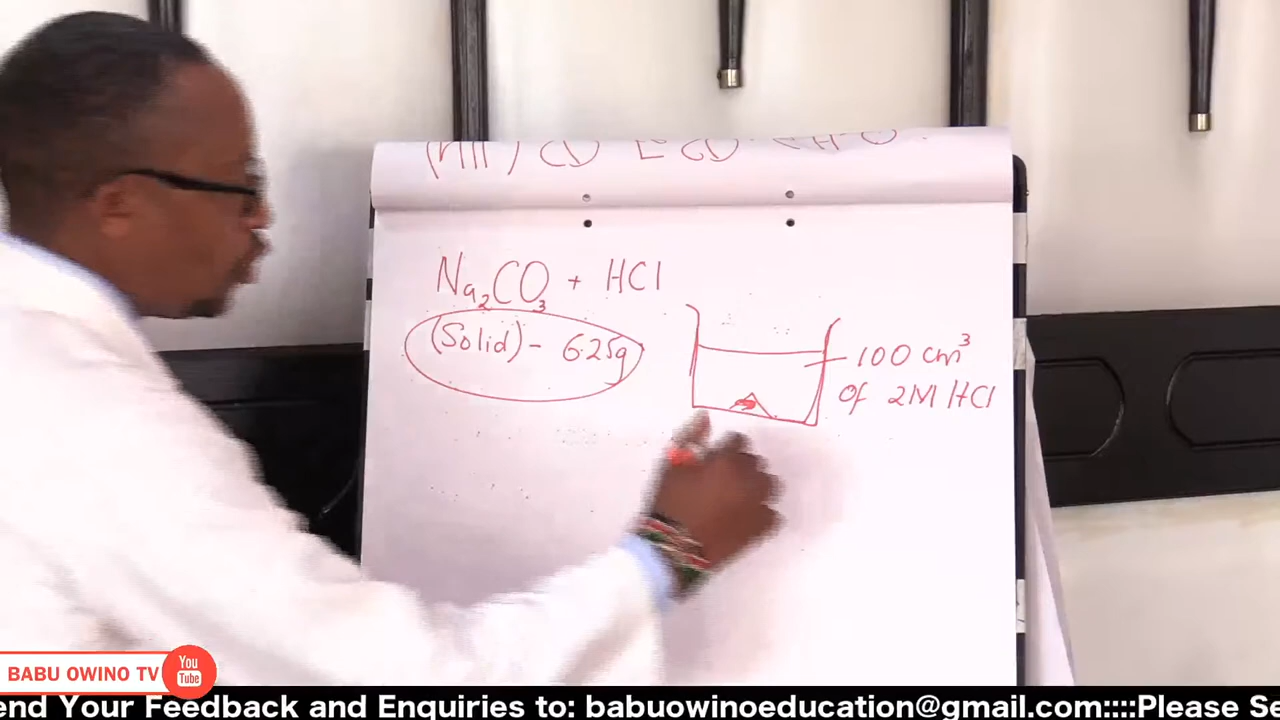 Na₂CO₃ + HCl
(Solid) - 6.25g
100 cm³
of 2M HCl
BABU OWINO TV
You
Tube
end Your Feedback and Enquiries to: babuowinoeducation@gmail.com::::Please Se